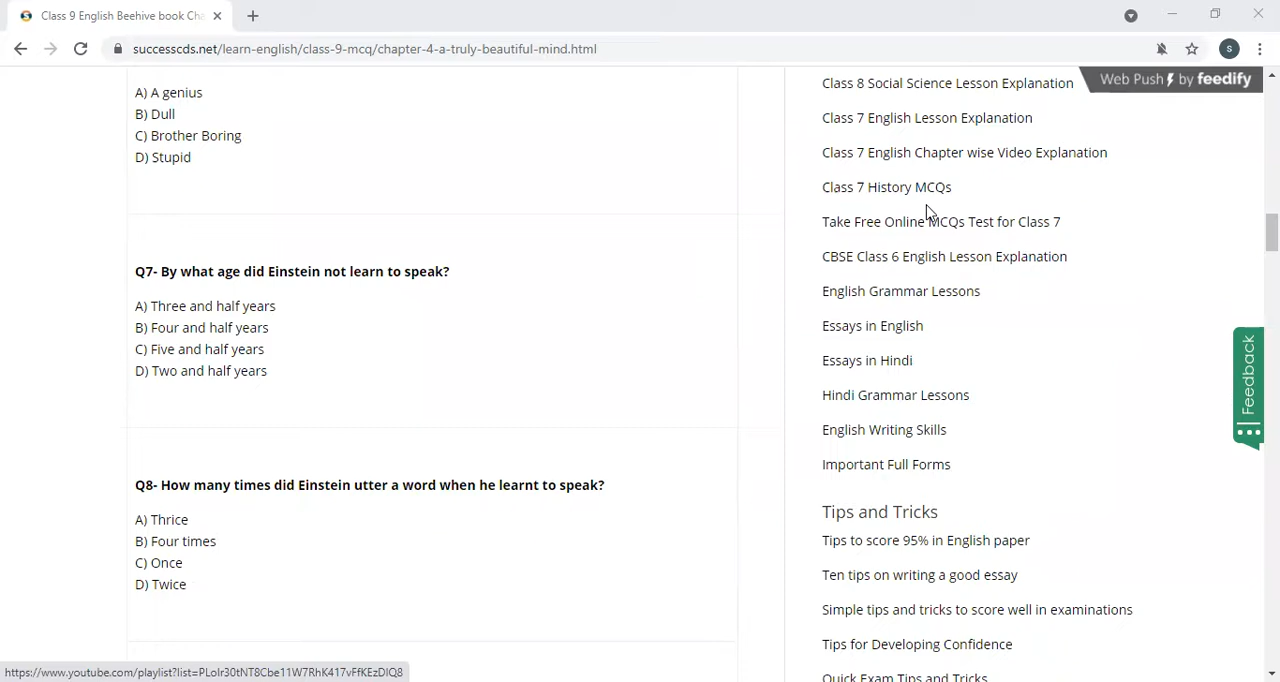 Class 9 English Beehive book Cha
successcds.net/learn-english/class-9-mcq/chapter-4-a-truly-beautiful-mind.html
S
Web Push by feedify
A) A genius
B) Dull
C) Brother Boring
D) Stupid
Q7- By what age did Einstein not learn to speak?
A) Three and half years
B) Four and half years
C) Five and half years
D) Two and half years
Q8- How many times did Einstein utter a word when he learnt to speak?
A) Thrice
B) Four times
C) Once
D) Twice
Class 8 Social Science Lesson Explanation
Class 7 English Lesson Explanation
Class 7 English Chapter wise Video Explanation
Class 7 History MCQs
Take Free Online MCQs Test for Class 7
CBSE Class 6 English Lesson Explanation
English Grammar Lessons
Essays in English
Essays in Hindi
Hindi Grammar Lessons
English Writing Skills
Important Full Forms
Tips and Tricks
Tips to score 95% in English paper
Ten tips on writing a good essay
Simple tips and tricks to score well in examinations
Tips for Developing Confidence
Quick Exam Tips and Tricks
Feedback
https://www.youtube.com/playlist?list=PLoIr30tNT8Cbe11W7RhK417vFfKEzDIQ8